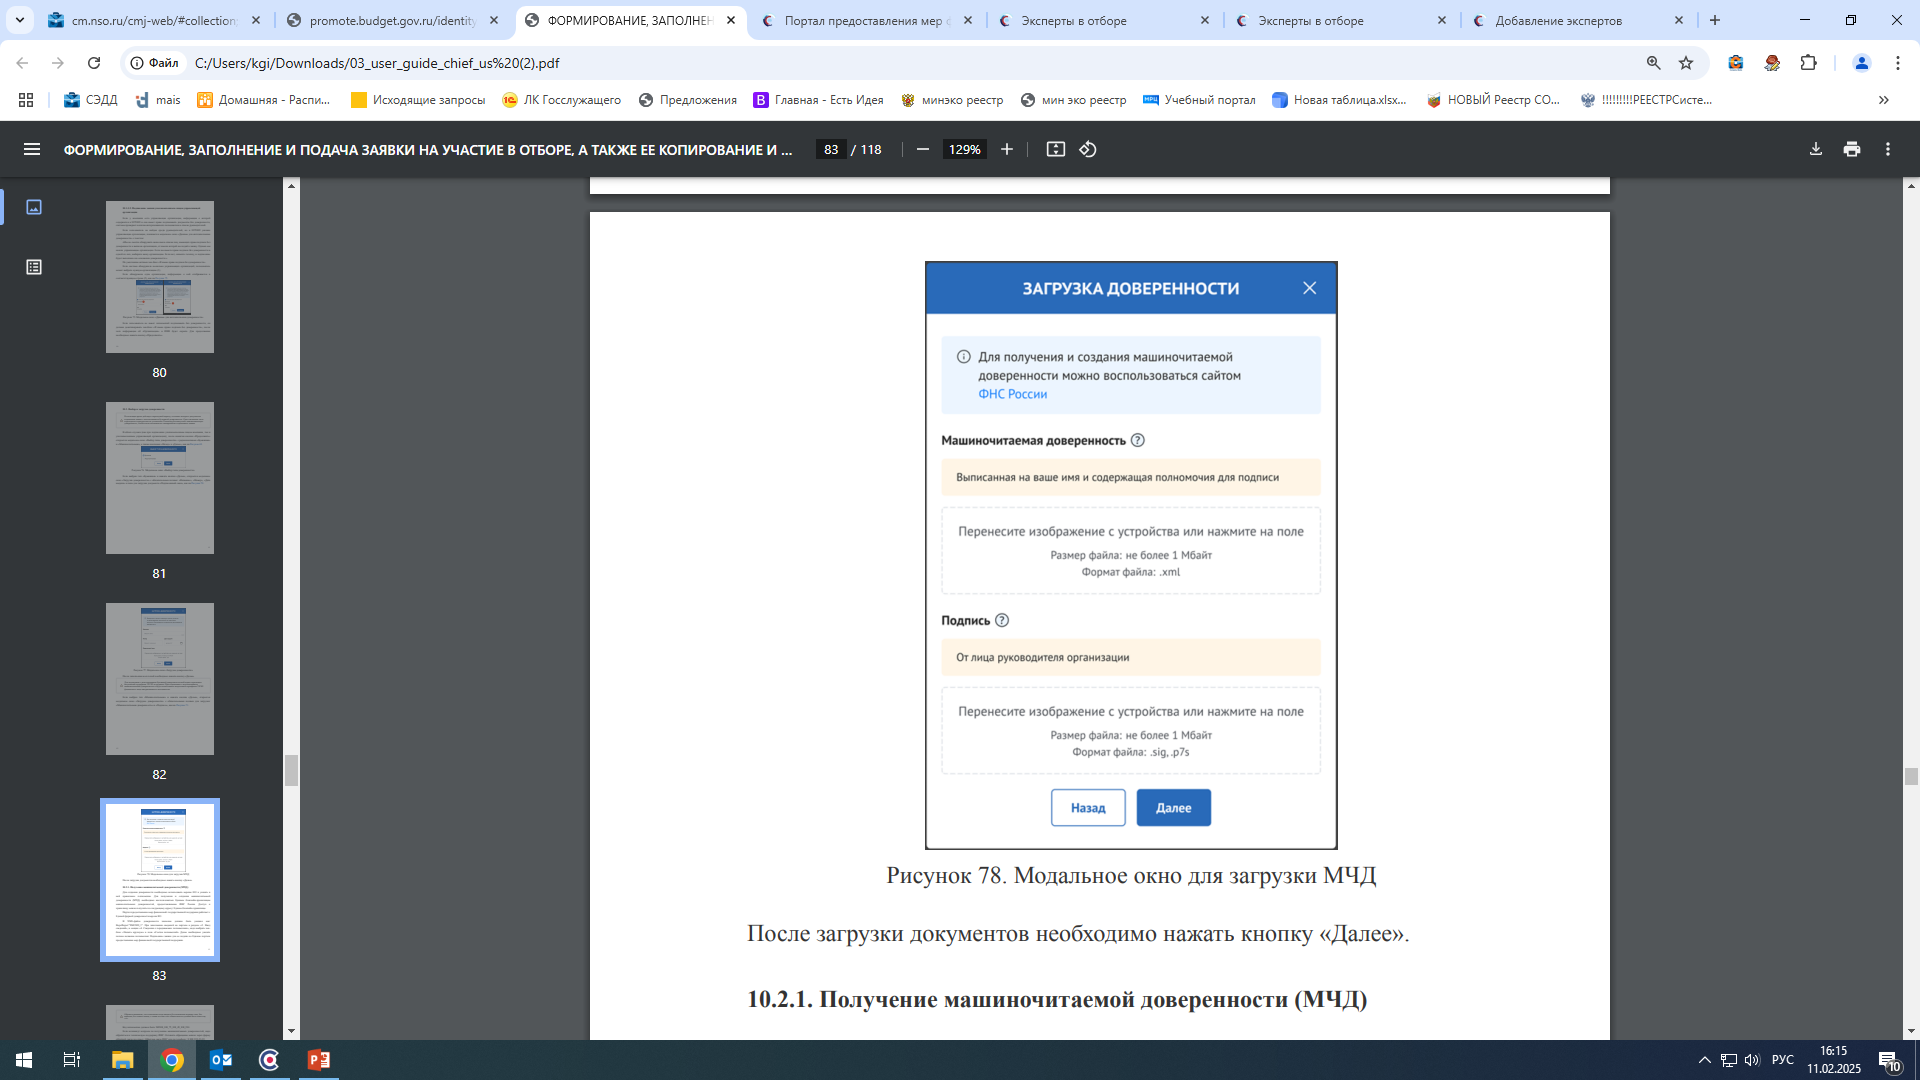 cm.nso.ru/cmj-web/#collection
promote.budget.gov.ru/identity
ФОРМИРОВАНИЕ, ЗАПОЛНЕН
Портал предоставления мер ф
Эксперты в отборе
Эксперты в отборе
Добавление экспертов
Файл
C:/Users/kgi/Downloads/03_user_guide_chief_us%20(2).pdf
СЭДД
mais
Домашняя - Распи...
Исходящие запросы
ЛК Госслужащего
Предложения
Главная - Есть Идея
минэко реестр
мин эко реестр
Учебный портал
Новая таблица.xlsx...
НОВЫЙ Реестр СО...
!!!!!!!!!РЕЕСТРСисте...
ФОРМИРОВАНИЕ, ЗАПОЛНЕНИЕ И ПОДАЧА ЗАЯВКИ НА УЧАСТИЕ В ОТБОРЕ, А ТАКЖЕ ЕЕ КОПИРОВАНИЕ И ...
83 / 118
129%
80
81
82
83
ЗАГРУЗКА ДОВЕРЕННОСТИ
Для получения и создания машиночитаемой
доверенности можно воспользоваться сайтом
ФНС России
Машиночитаемая доверенность
Выписанная на ваше имя и содержащая полномочия для подписи
Перенесите изображение с устройства или нажмите на поле
Размер файла: не более 1 Мбайт
Формат файла: .xml
Подпись
От лица руководителя организации
Перенесите изображение с устройства или нажмите на поле
Размер файла: не более 1 Мбайт
Формат файла: .sig, .p7s
Назад
Далее
Рисунок 78. Модальное окно для загрузки МЧД
После загрузки документов необходимо нажать кнопку «Далее».
10.2.1. Получение машиночитаемой доверенности (МЧД)
РУС
16:15
11.02.2025
10